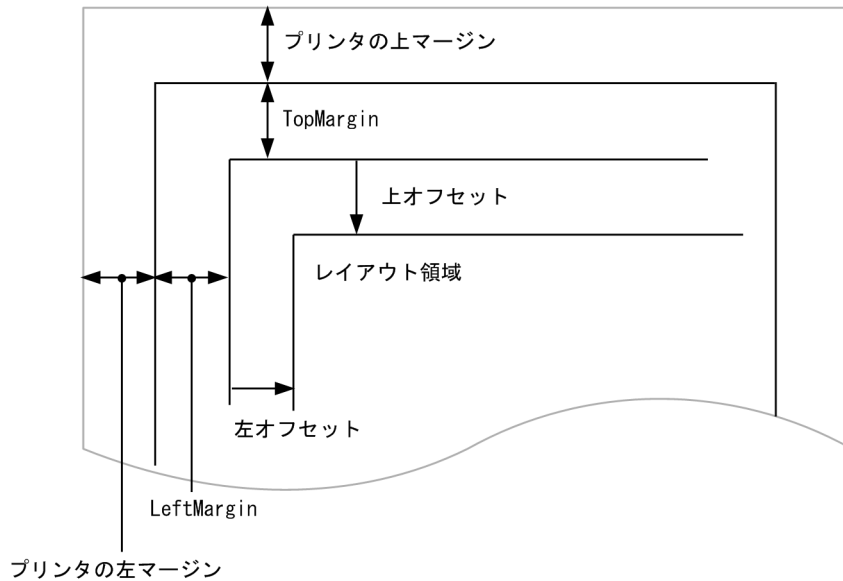 プリンタの上マージン
TopMargin
上オフセット
レイアウト領域
左オフセット
LeftMargin
プリンタの左マージン